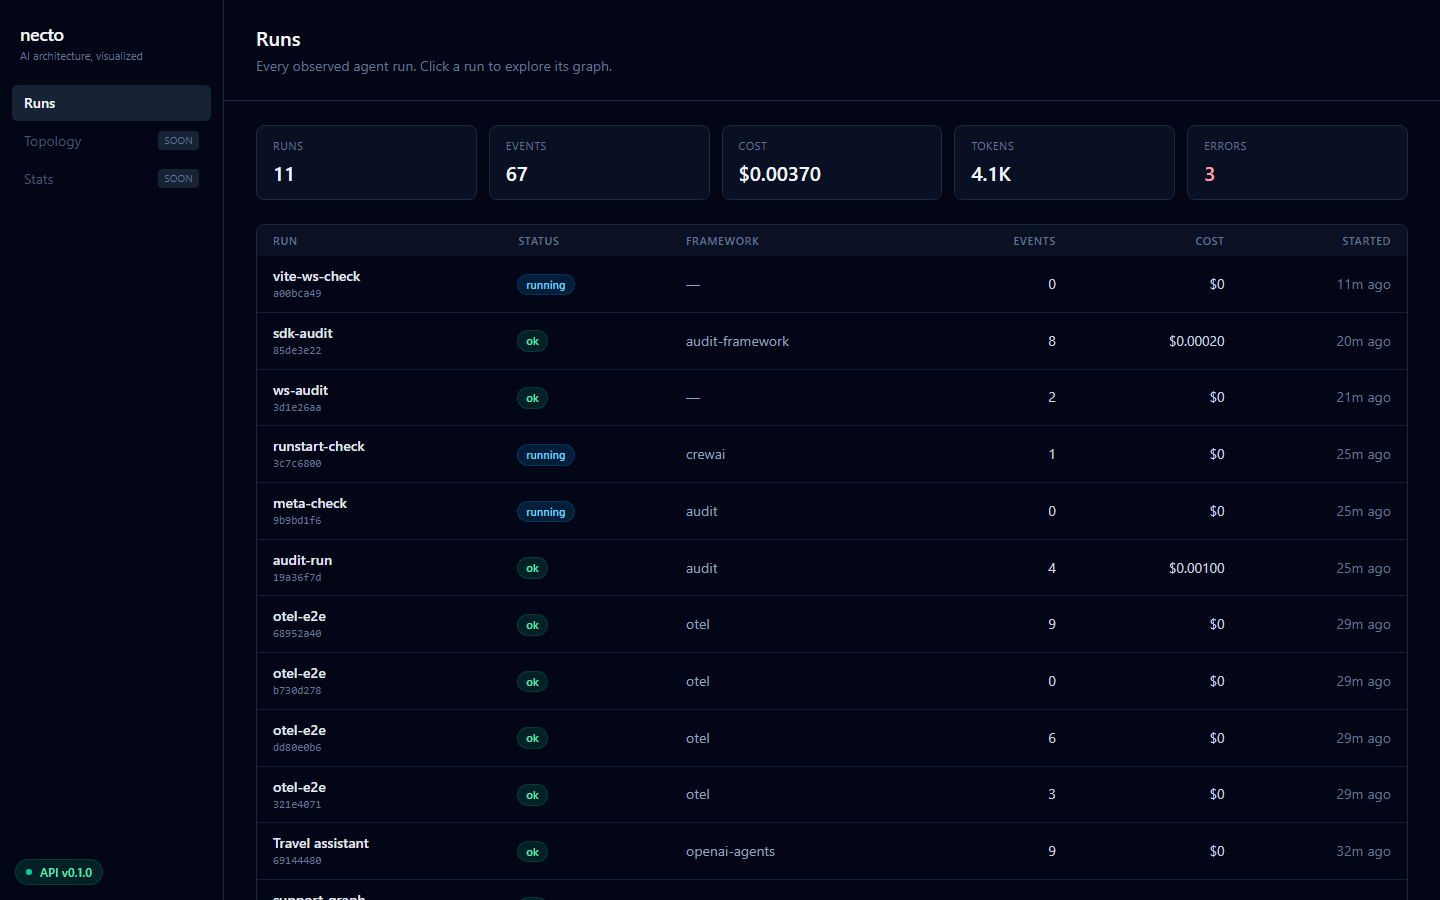 necto
AI architecture, visualized
Runs
Topology SOON
Stats SOON
API v0.1.0
Runs
Every observed agent run. Click a run to explore its graph.
RUNS EVENTS COST TOKENS ERRORS
11 67 $0.00370 4.1K 3
RUN STATUS FRAMEWORK EVENTS COST STARTED
vite-ws-check running — 0 $0 11m ago
a00bca49
sdk-audit ok audit-framework 8 $0.00020 20m ago
85de3e22
ws-audit ok — 2 $0 21m ago
3d1e26aa
runstart-check running crewai 1 $0 25m ago
3c7c6800
meta-check running audit 0 $0 25m ago
9b9bd1f6
audit-run ok audit 4 $0.00100 25m ago
19a36f7d
otel-e2e ok otel 9 $0 29m ago
68952a40
otel-e2e ok otel 0 $0 29m ago
b730d278
otel-e2e ok otel 6 $0 29m ago
dd80e0b6
otel-e2e ok otel 3 $0 29m ago
321e4071
Travel assistant ok openai-agents 9 $0 32m ago
69144480
support-graph